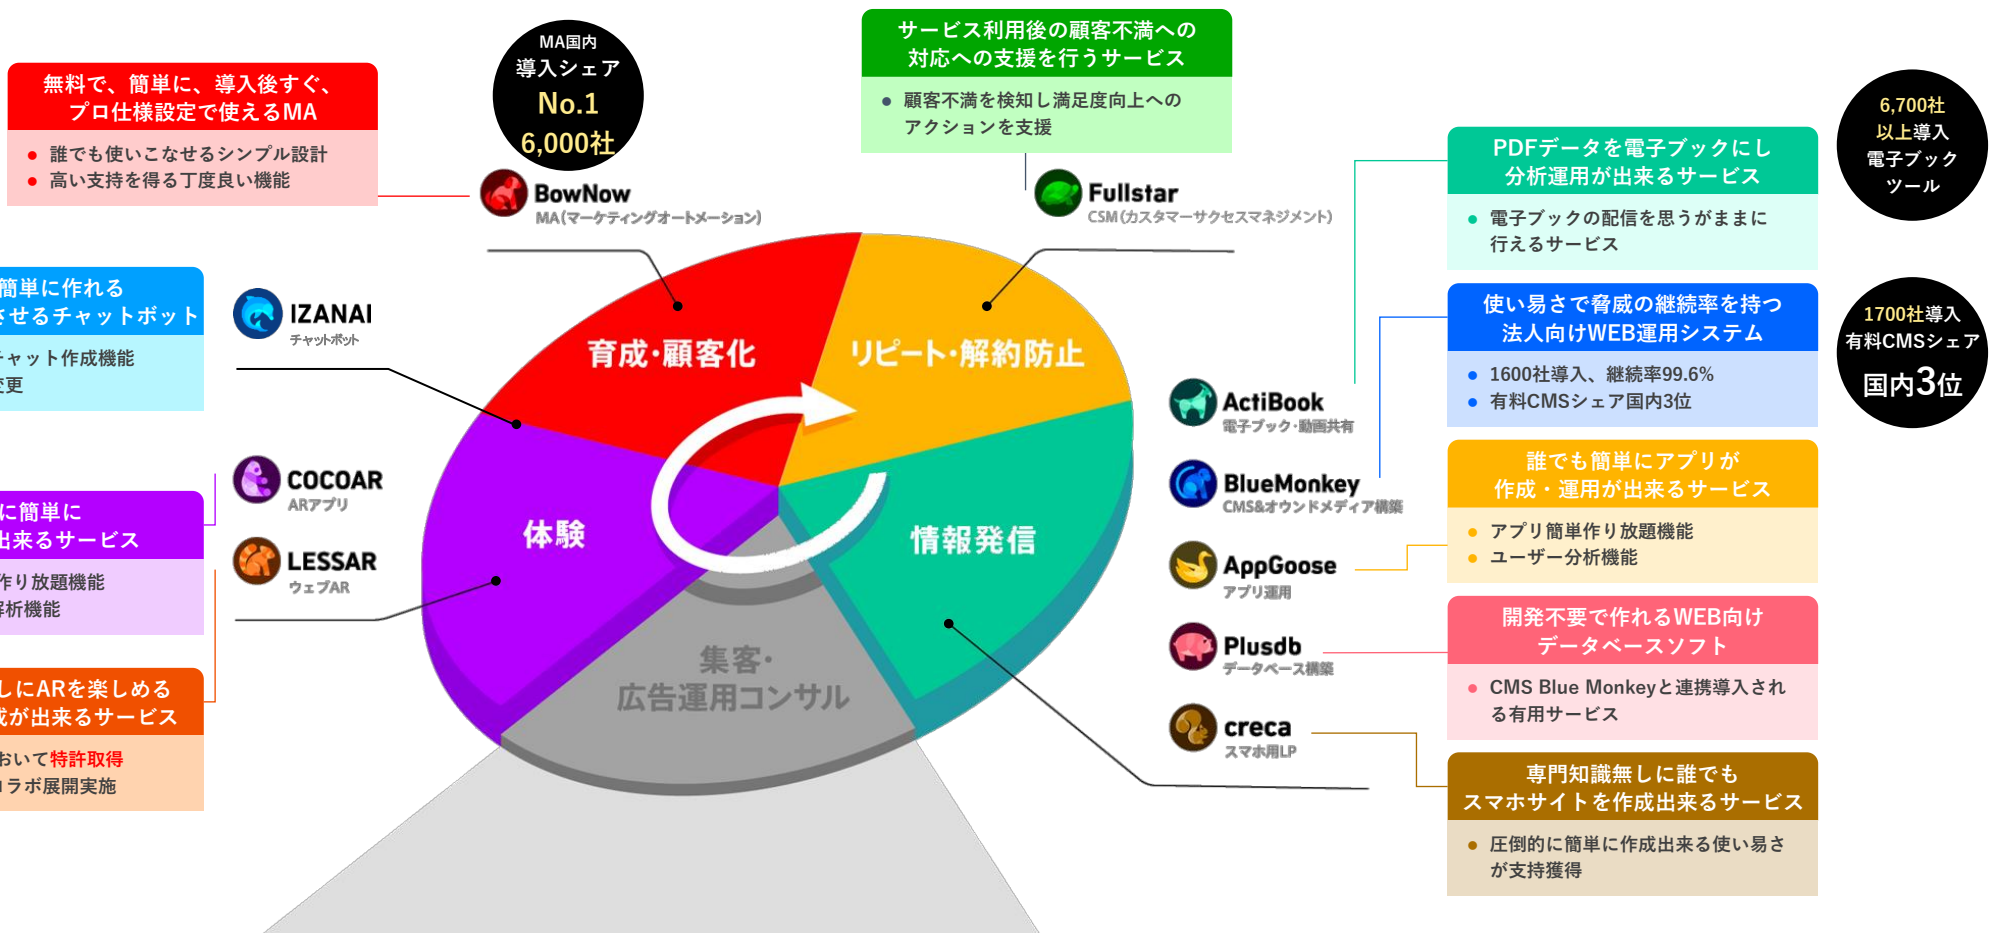 無料で、簡単に、導入後すぐ、
プロ仕様設定で使えるMA
誰でも使いこなせるシンプル設計
高い支持を得る丁度良い機能
MA国内
導入シェア
No.1
6,000社
BowNow
MA(マーケティングオートメーション)
サービス利用後の顧客不満への
対応への支援を行うサービス
顧客不満を検知し満足度向上への
アクションを支援
Fullstar
CSM(カスタマーサクセスマネジメント)
簡単に作れる
させるチャットボット
チャット作成機能
変更
IZANAI
チャットボット
に簡単に
出来るサービス
作り放題機能
解析機能
COCOAR
ARアプリ
LESSAR
ウェブAR
しにARを楽しめる
成が出来るサービス
おいて特許取得
コラボ展開実施
育成・顧客化
リピート・解約防止
体験
情報発信
集客・
広告運用コンサル
ActiBook
電子ブック・動画共有
BlueMonkey
CMS&オウンドメディア構築
AppGoose
アプリ運用
Plusdb
データベース構築
creca
スマホ用LP
PDFデータを電子ブックにし
分析運用が出来るサービス
電子ブックの配信を思うがままに
行えるサービス
6,700社
以上導入
電子ブック
ツール
使い易さで脅威の継続率を持つ
法人向けWEB運用システム
1600社導入、継続率99.6%
有料CMSシェア国内3位
1700社導入
有料CMSシェア
国内3位
誰でも簡単にアプリが
作成・運用が出来るサービス
アプリ簡単作り放題機能
ユーザー分析機能
開発不要で作れるWEB向け
データベースソフト
CMS Blue Monkeyと連携導入され
る有用サービス
専門知識無しに誰でも
スマホサイトを作成出来るサービス
圧倒的に簡単に作成出来る使い易さ
が支持獲得